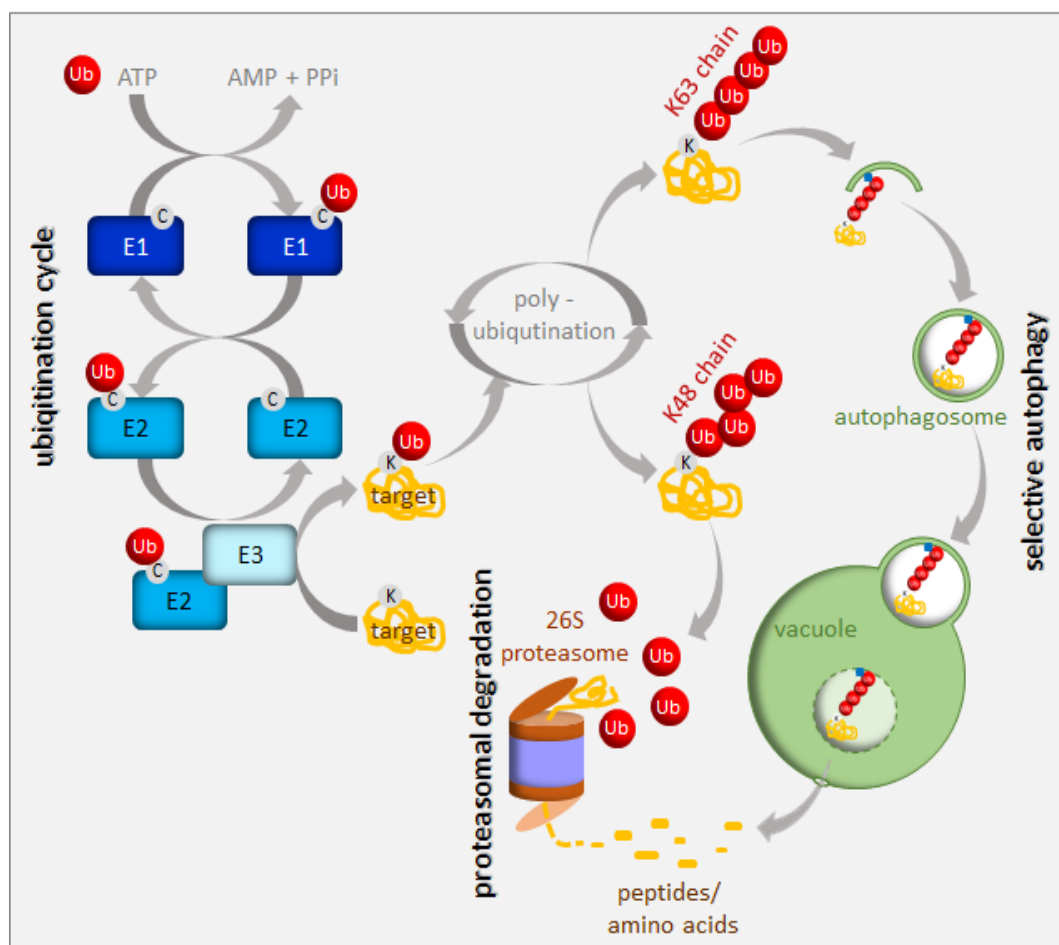 Ub
ATP
AMP + PPi
Ub
C
E1
C
E1
ubiqitination cycle
Ub
C
E2
C
E2
Ub
C
E2
E3
Ub
K
target
K
target
poly -
ubiqutination
K63 chain
Ub
Ub
Ub
Ub
K
K48 chain
Ub
Ub
Ub
Ub
K
K
K
autophagosome
selective autophagy
K
vacuole
K
proteasomal degradation
26S
proteasome
Ub
Ub
Ub
Ub
peptides/
amino acids